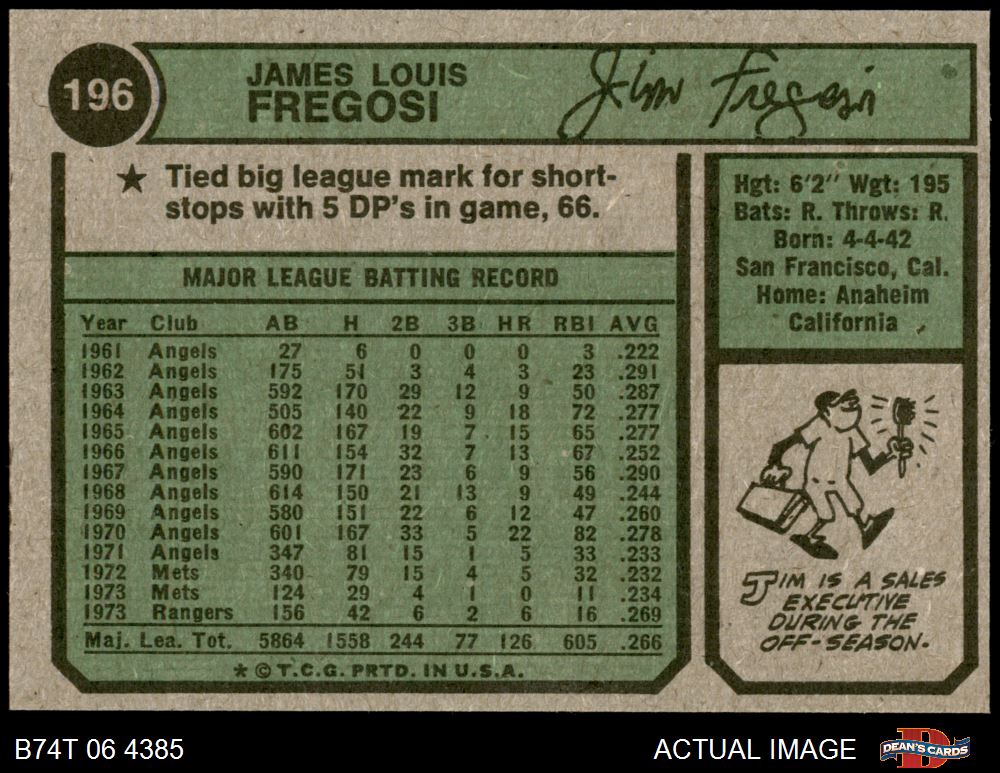 196
JAMES LOUIS
FREGOSI
Jim Fregosi
★ Tied big league mark for short-
stops with 5 DP's in game, 66.
MAJOR LEAGUE BATTING RECORD
Year Club AB H 2B 3B HR RBI AVG
1961 Angels 27 6 0 0 0 3 .222
1962 Angels 175 51 3 4 3 23 .291
1963 Angels 592 170 29 12 9 50 .287
1964 Angels 505 140 22 9 18 72 .277
1965 Angels 602 167 19 7 15 65 .277
1966 Angels 611 154 32 7 13 67 .252
1967 Angels 590 171 23 6 9 56 .290
1968 Angels 614 150 21 13 9 49 .244
1969 Angels 580 151 22 6 12 47 .260
1970 Angels 601 167 33 5 22 82 .278
1971 Angels 347 81 15 1 5 33 .233
1972 Mets 340 79 15 4 5 32 .232
1973 Mets 124 29 4 1 0 11 .234
1973 Rangers 156 42 6 2 6 16 .269
Maj. Lea. Tot. 5864 1558 244 77 126 605 .266
* © T.C.G. PRTD. IN U.S.A.
Hgt: 6'2" Wgt: 195
Bats: R. Throws: R.
Born: 4-4-42
San Francisco, Cal.
Home: Anaheim
California
JIM IS A SALES
EXECUTIVE
DURING THE
OFF-SEASON.
B74T 06 4385
ACTUAL IMAGE
D
DEAN'S CARDS